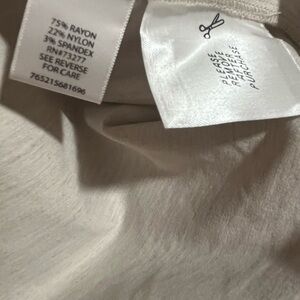 75% RAYON
22% NYLON
3% SPANDEX
RN#73277
SEE REVERSE
FOR CARE
765215681696
PLEASE
REMOVE
AFTER
PURCHASE